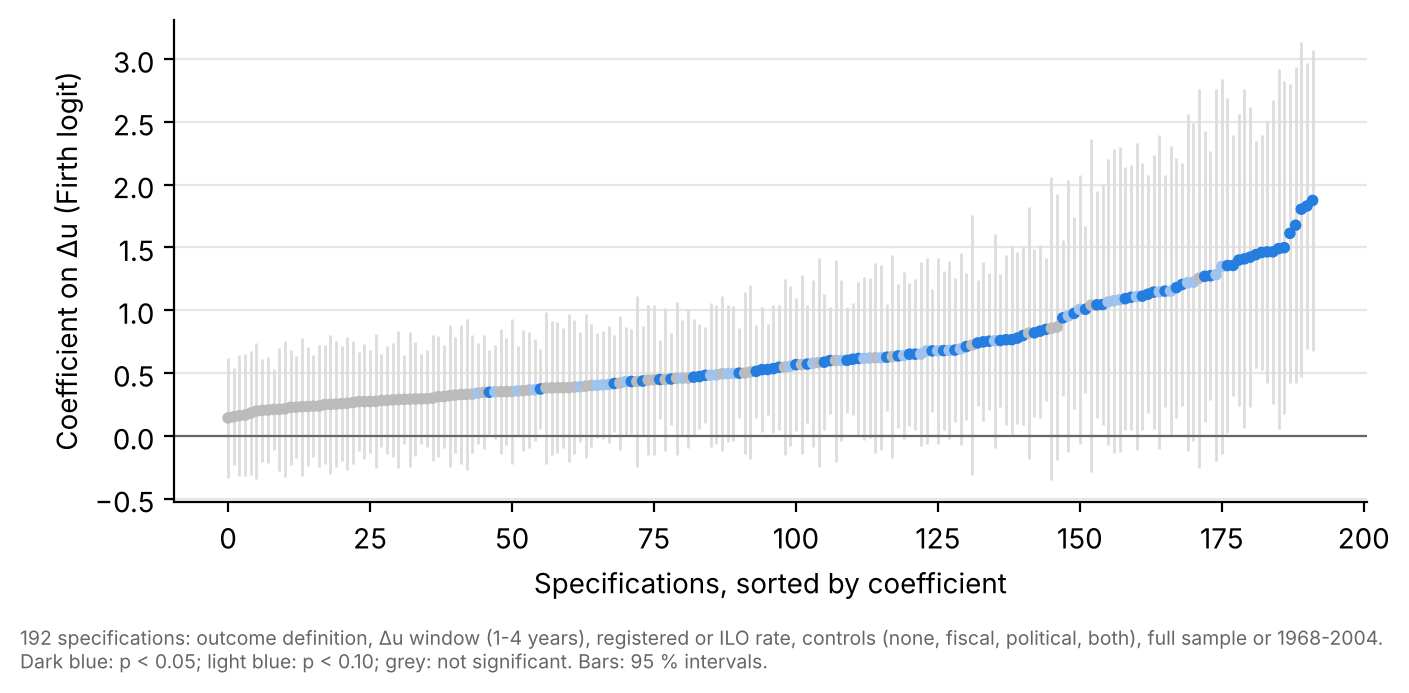 3.0
2.5
2.0
1.5
1.0
0.5
0.0
−0.5
Coefficient on Δu (Firth logit)
0 25 50 75 100 125 150 175 200
Specifications, sorted by coefficient
192 specifications: outcome definition, Δu window (1-4 years), registered or ILO rate, controls (none, fiscal, political, both), full sample or 1968-2004.
Dark blue: p < 0.05; light blue: p < 0.10; grey: not significant. Bars: 95 % intervals.